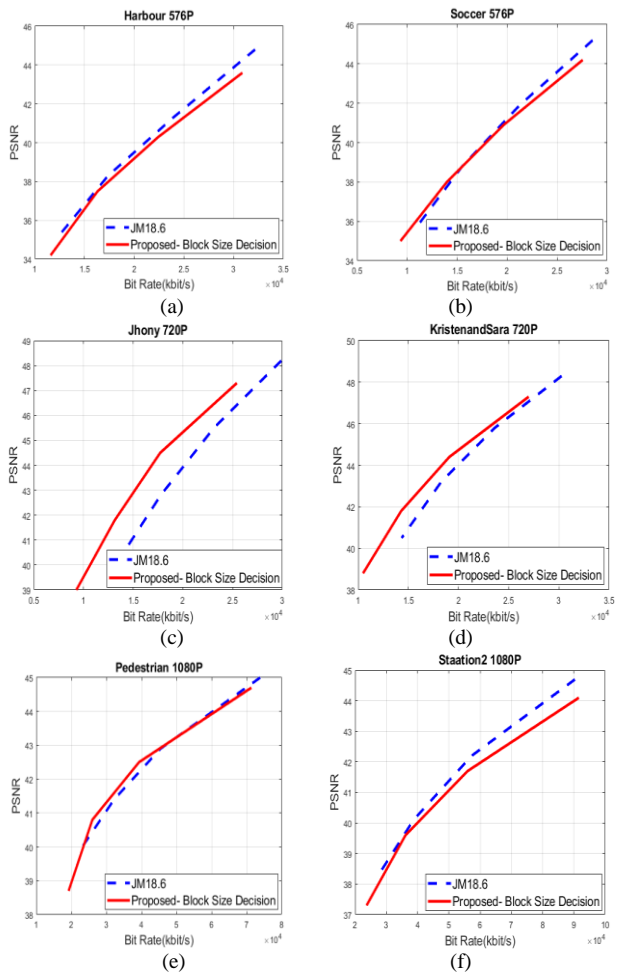 Harbour 576P
46
44
42
40
38
36
34
PSNR
1
1.5
2
2.5
3
3.5
Bit Rate(kbit/s)
×10⁴
JM18.6
Proposed- Block Size Decision
(a)
Soccer 576P
46
44
42
40
38
36
34
PSNR
0.5
1
1.5
2
2.5
3
Bit Rate(kbit/s)
×10⁴
JM18.6
Proposed- Block Size Decision
(b)
Jhony 720P
49
48
47
46
45
44
43
42
41
40
39
PSNR
0.5
1
1.5
2
2.5
3
Bit Rate(kbit/s)
×10⁴
JM18.6
Proposed- Block Size Decision
(c)
KristenandSara 720P
50
48
46
44
42
40
38
PSNR
1
1.5
2
2.5
3
3.5
Bit Rate(kbit/s)
×10⁴
JM18.6
Proposed- Block Size Decision
(d)
Pedestrian 1080P
45
44
43
42
41
40
39
38
PSNR
1
2
3
4
5
6
7
8
Bit Rate(kbit/s)
×10⁴
JM18.6
Proposed- Block Size Decision
(e)
Staation2 1080P
45
44
43
42
41
40
39
38
37
PSNR
2
3
4
5
6
7
8
9
10
Bit Rate(kbit/s)
×10⁴
JM18.6
Proposed- Block Size Decision
(f)